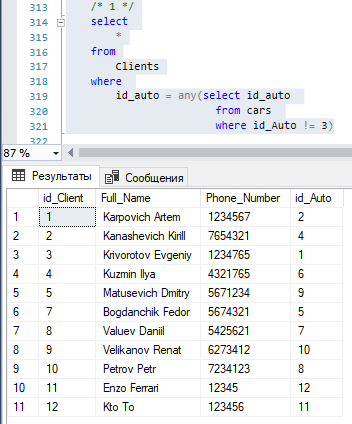 313
314 /* 1 */
315 select
316 *
317 from
318 Clients
319 where
320 id_auto = any(select id_auto
321 from cars
322 where id_Auto != 3)
87 %
Результаты Сообщения
id_Client Full_Name Phone_Number id_Auto
1 1 Karpovich Artem 1234567 2
2 2 Kanashevich Kirill 7654321 4
3 3 Krivorotov Evgeniy 1234765 1
4 4 Kuzmin Ilya 4321765 6
5 5 Matusevich Dmitry 5671234 9
6 7 Bogdanchik Fedor 5674321 5
7 8 Valuev Daniil 5425621 7
8 9 Velikanov Renat 6273412 10
9 10 Petrov Petr 7234123 8
10 11 Enzo Ferrari 12345 12
11 12 Kto To 123456 11